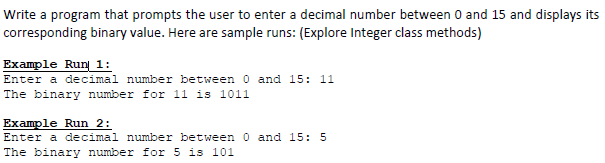 Write a program that prompts the user to enter a decimal number between 0 and 15 and displays its
corresponding binary value. Here are sample runs: (Explore Integer class methods)
Example Run 1:
Enter a decimal number between 0 and 15: 11
The binary number for 11 is 1011
Example Run 2:
Enter a decimal number between 0 and 15: 5
The binary number for 5 is 101